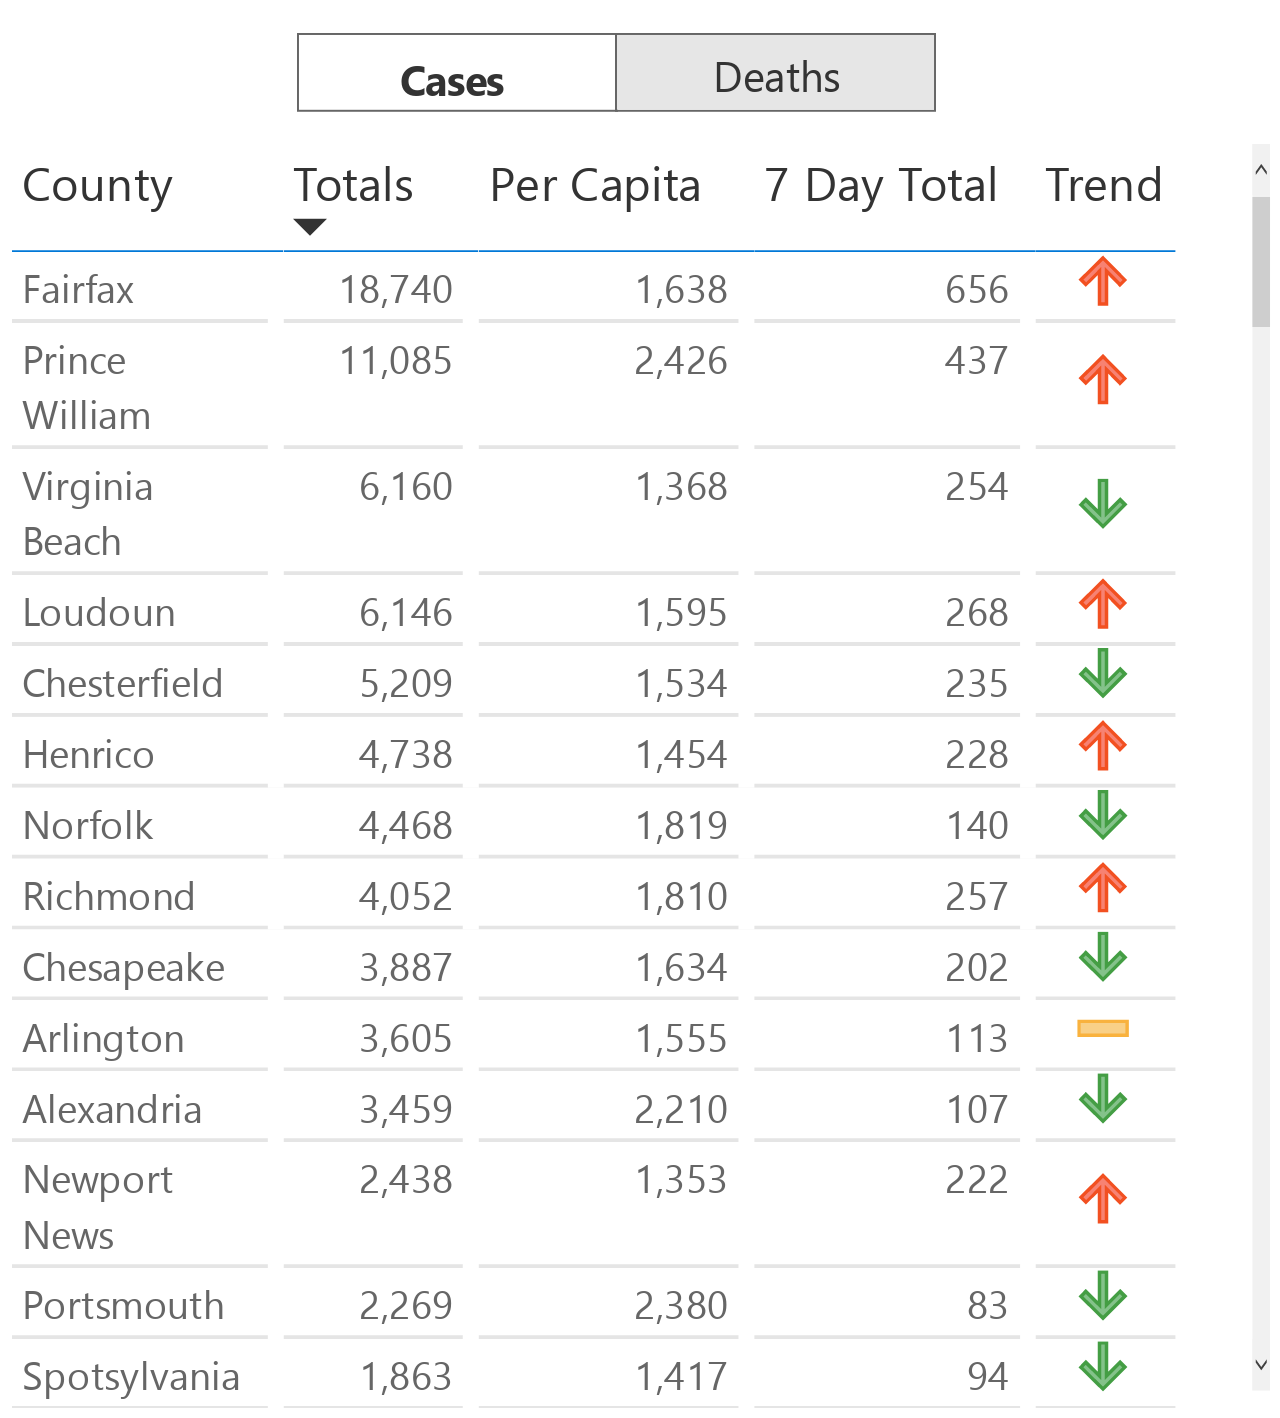 Cases Deaths
County Totals Per Capita 7 Day Total Trend
Fairfax 18,740 1,638 656
Prince 11,085 2,426 437
William
Virginia 6,160 1,368 254
Beach
Loudoun 6,146 1,595 268
Chesterfield 5,209 1,534 235
Henrico 4,738 1,454 228
Norfolk 4,468 1,819 140
Richmond 4,052 1,810 257
Chesapeake 3,887 1,634 202
Arlington 3,605 1,555 113
Alexandria 3,459 2,210 107
Newport 2,438 1,353 222
News
Portsmouth 2,269 2,380 83
Spotsylvania 1,863 1,417 94